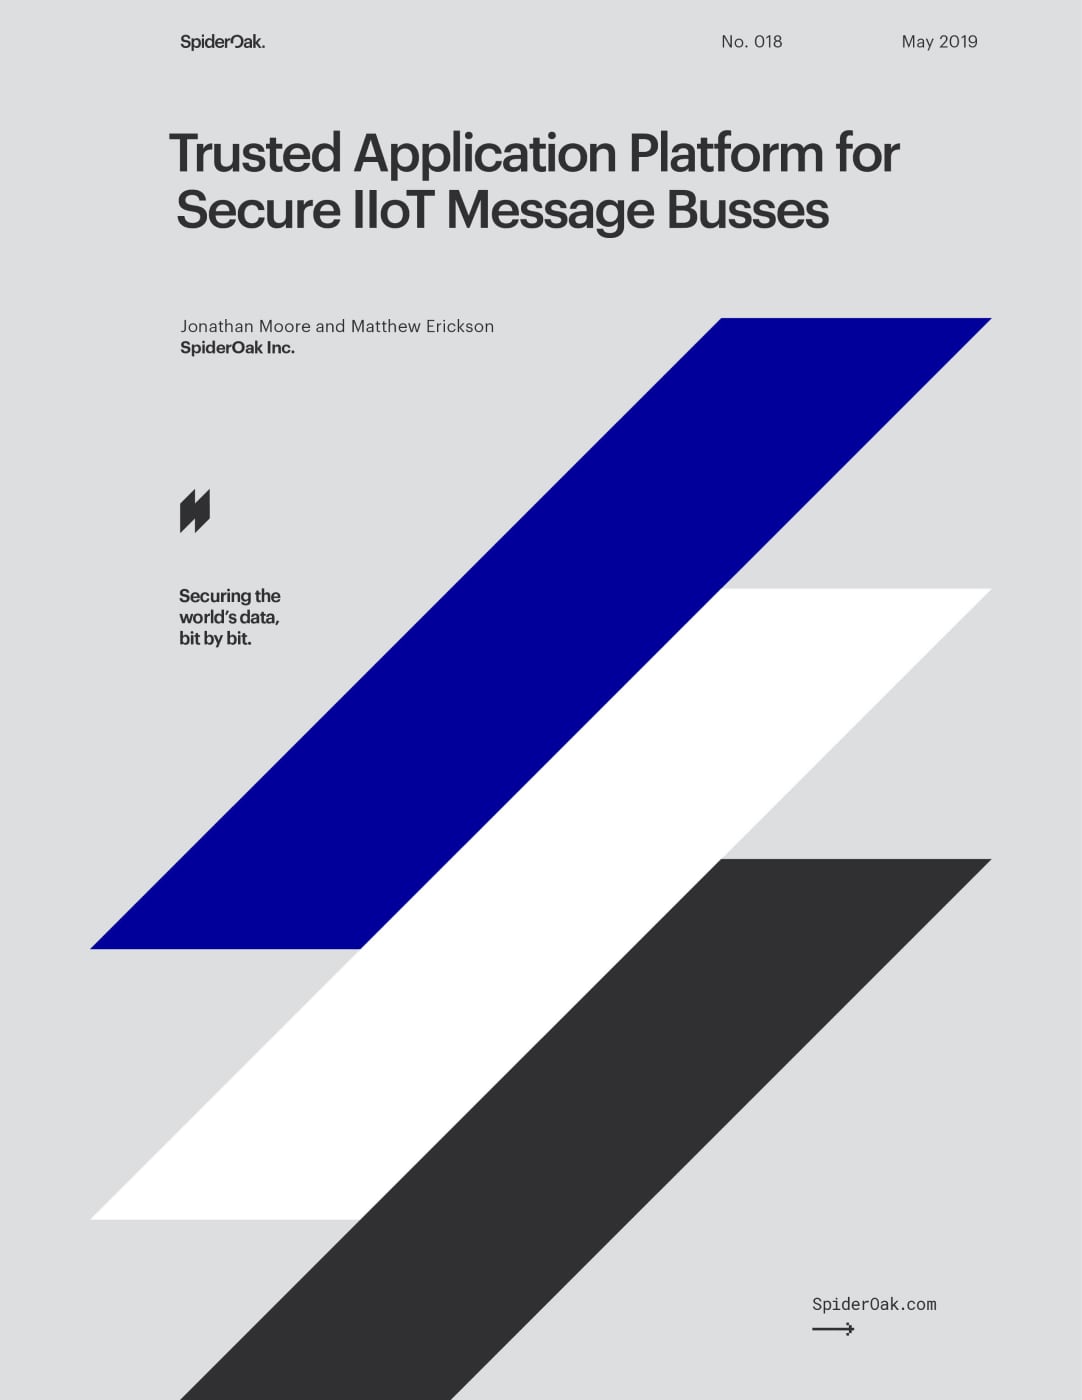 SpiderOak.
No. 018
May 2019
Trusted Application Platform for
Secure IIoT Message Busses
Jonathan Moore and Matthew Erickson
SpiderOak Inc.
Securing the
world's data,
bit by bit.
SpiderOak.com